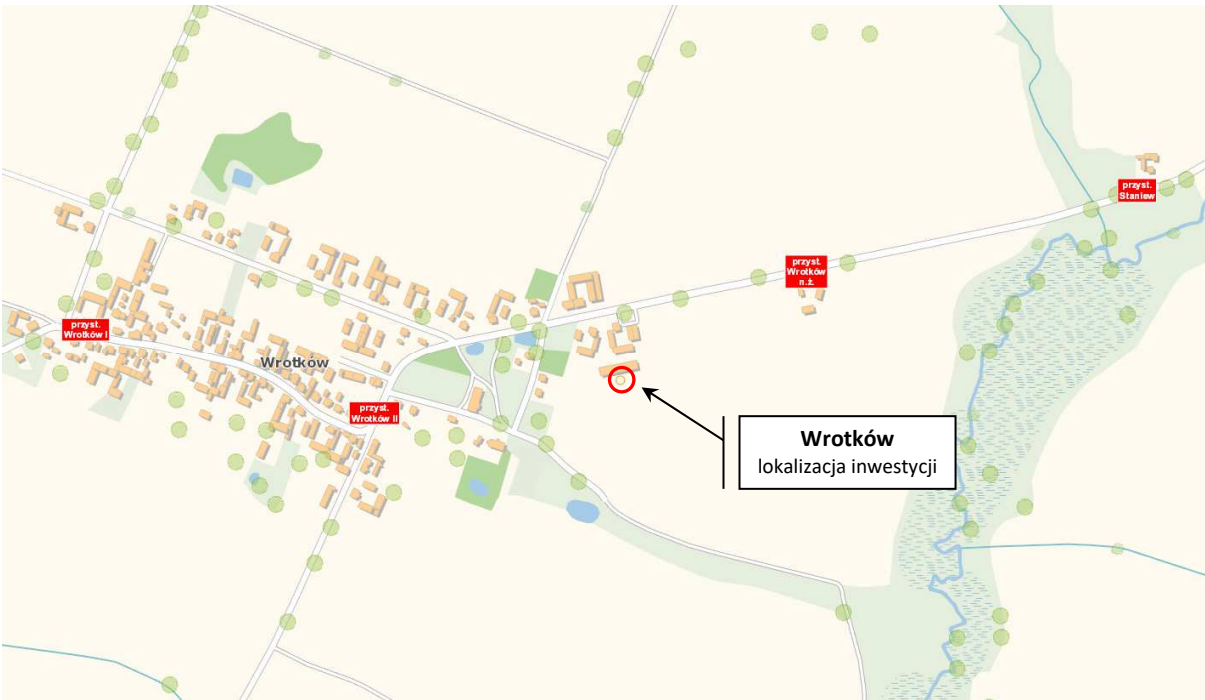 przyst.
Staniew
przyst.
Wrotków
n.ż.
przyst.
Wrotków I
Wrotków
przyst.
Wrotków II
Wrotków
lokalizacja inwestycji